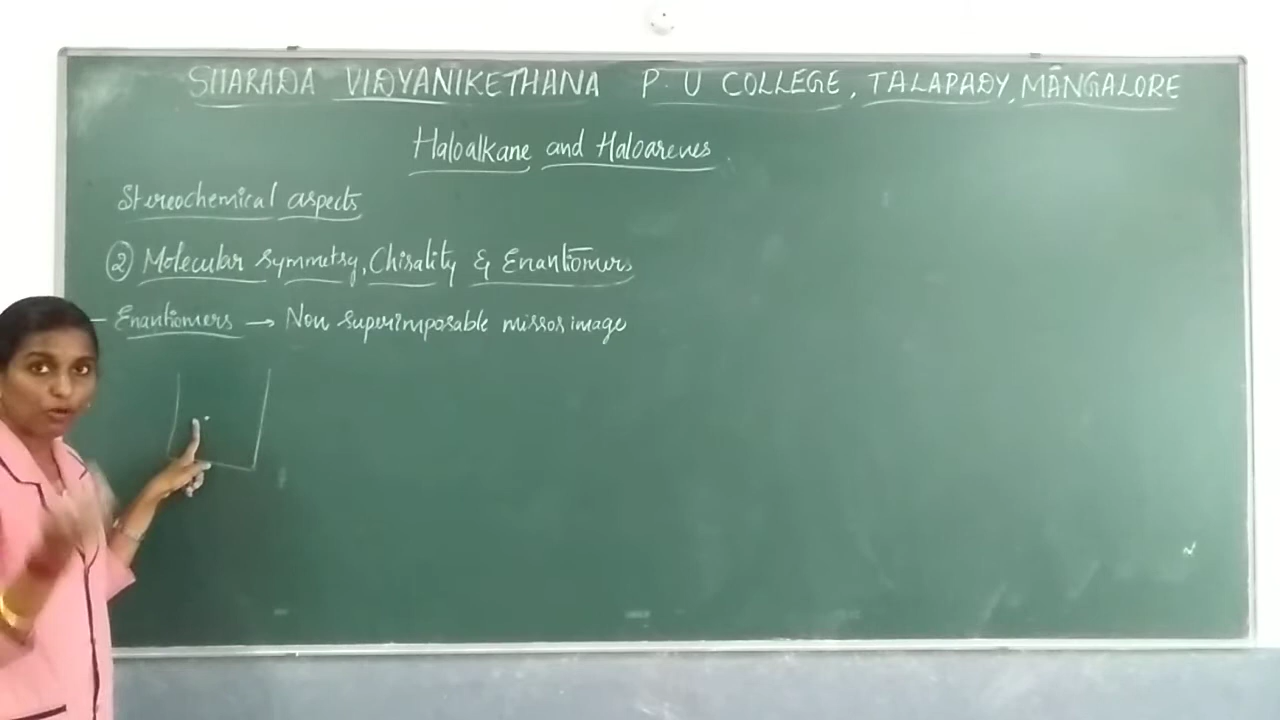 SHARADA VIDYANIKETHANA P. U COLLEGE, TALAPADY, MANGALORE
Haloalkane and Haloarenes
Stereochemical aspects
② Molecular symmetry, Chirality & Enantiomers
- Enantiomers → Non superimposable mirror image